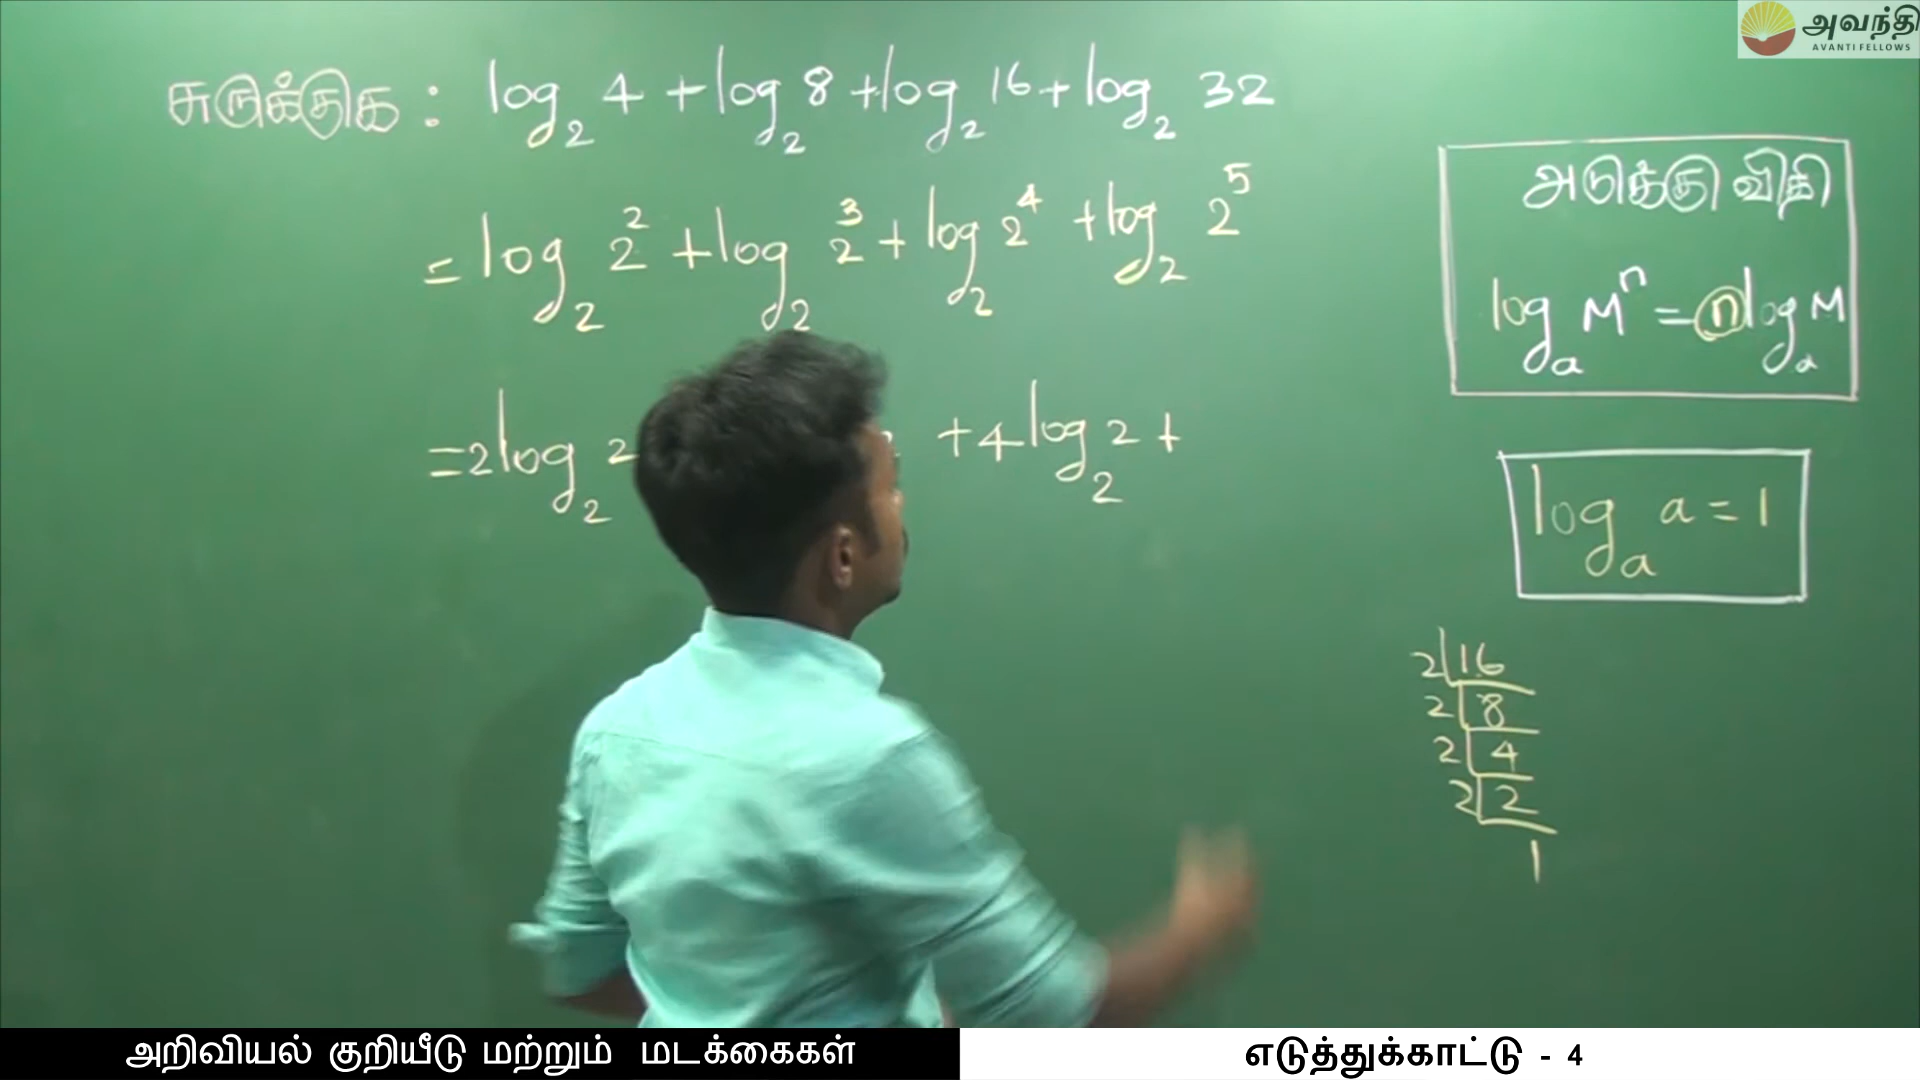 அவந்தி
AVANTI FELLOWS
சுருக்குக : log₂ 4 + log₂ 8 + log₂ 16 + log₂ 32
= log₂ 2² + log₂ 2³ + log₂ 2⁴ + log₂ 2⁵
= 2 log₂ 2 + 4 log₂ 2 +
அடுக்கு விதி
logₐ Mⁿ = n logₐ M
logₐ a = 1
2 | 16
2 | 8
2 | 4
2 | 2
1
அறிவியல் குறியீடு மற்றும் மடக்கைகள்
எடுத்துக்காட்டு - 4